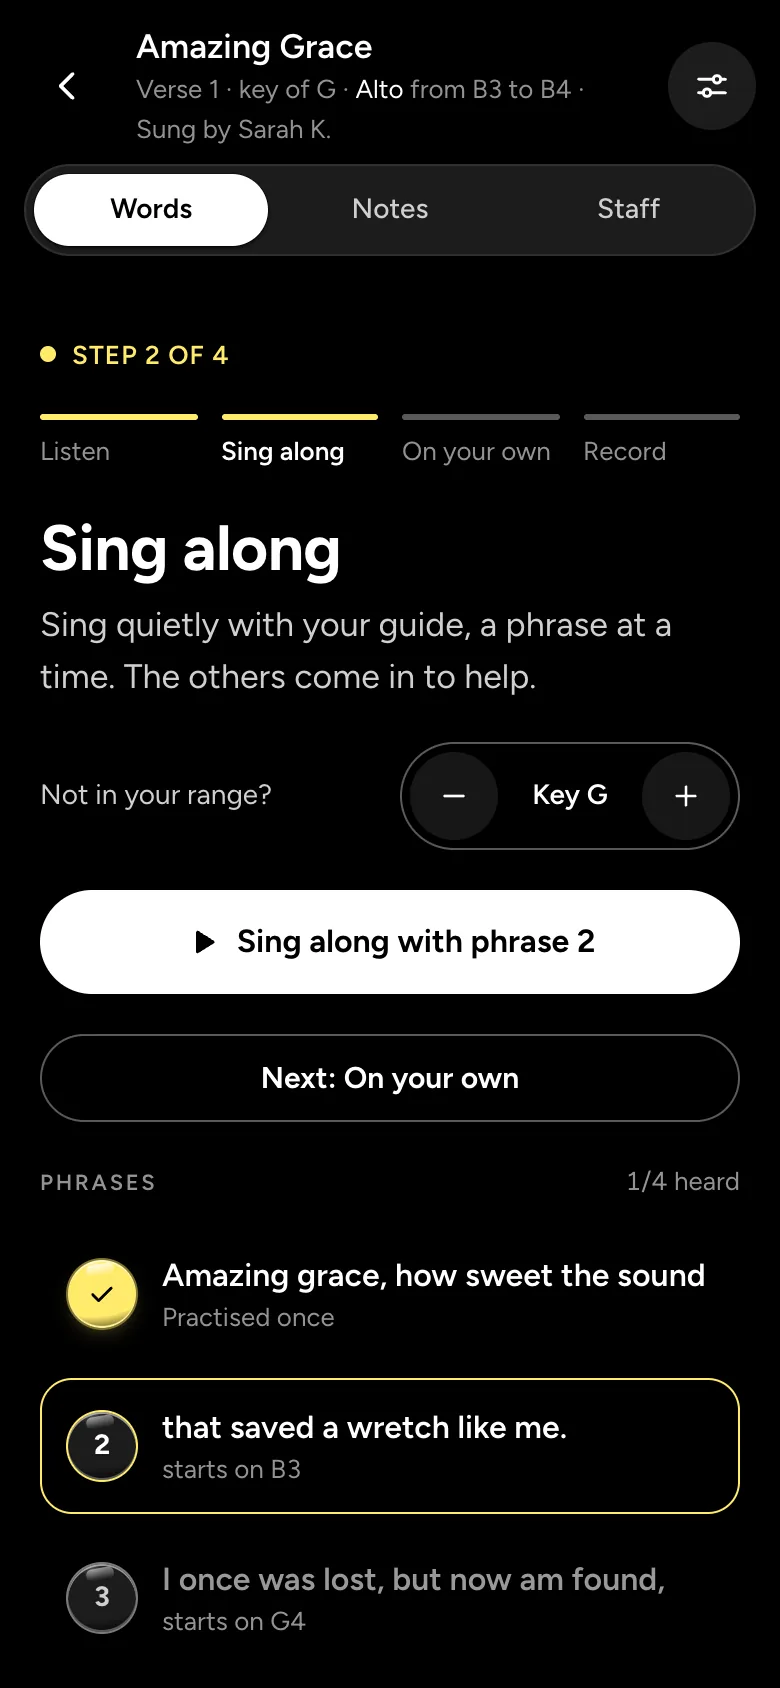 Amazing Grace
Verse 1 · key of G · Alto from B3 to B4 ·
Sung by Sarah K.
Words Notes Staff
STEP 2 OF 4
Listen Sing along On your own Record
Sing along
Sing quietly with your guide, a phrase at a
time. The others come in to help.
Not in your range? − Key G +
Sing along with phrase 2
Next: On your own
PHRASES 1/4 heard
Amazing grace, how sweet the sound
Practised once
2 that saved a wretch like me.
starts on B3
3 I once was lost, but now am found,
starts on G4